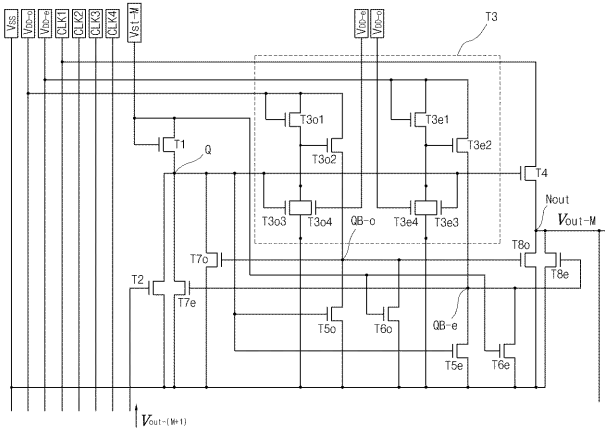 VSS
VDD-o
VDD-e
CLK1
CLK2
CLK3
CLK4
Vst-M
VDD-e
VDD-o
T3
T3o1
T3e1
T1
T3o2
T3e2
Q
T4
T3o3
T3o4
T3e4
T3e3
Nout
Vout-M
QB-o
T7o
T8o
T2
T7e
T8e
QB-e
T5o
T6o
T5e
T6e
Vout-(M+1)